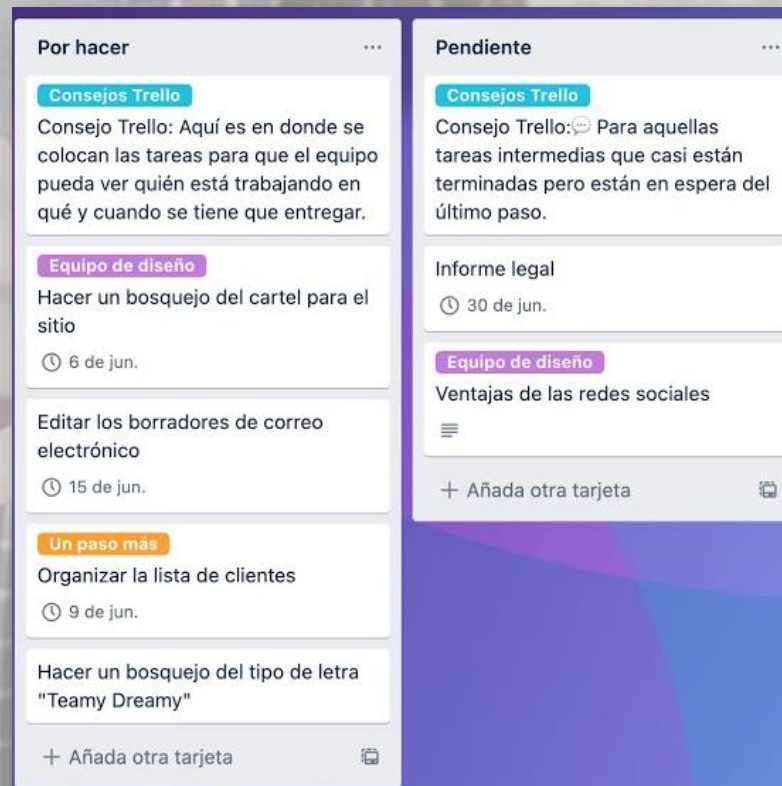 Por hacer
Consejos Trello
Consejo Trello: Aquí es en donde se
colocan las tareas para que el equipo
pueda ver quién está trabajando en
qué y cuando se tiene que entregar.
Equipo de diseño
Hacer un bosquejo del cartel para el
sitio
6 de jun.
Editar los borradores de correo
electrónico
15 de jun.
Un paso más
Organizar la lista de clientes
9 de jun.
Hacer un bosquejo del tipo de letra
"Teamy Dreamy"
+ Añada otra tarjeta
Pendiente
Consejos Trello
Consejo Trello:💬 Para aquellas
tareas intermedias que casi están
terminadas pero están en espera del
último paso.
Informe legal
30 de jun.
Equipo de diseño
Ventajas de las redes sociales
+ Añada otra tarjeta